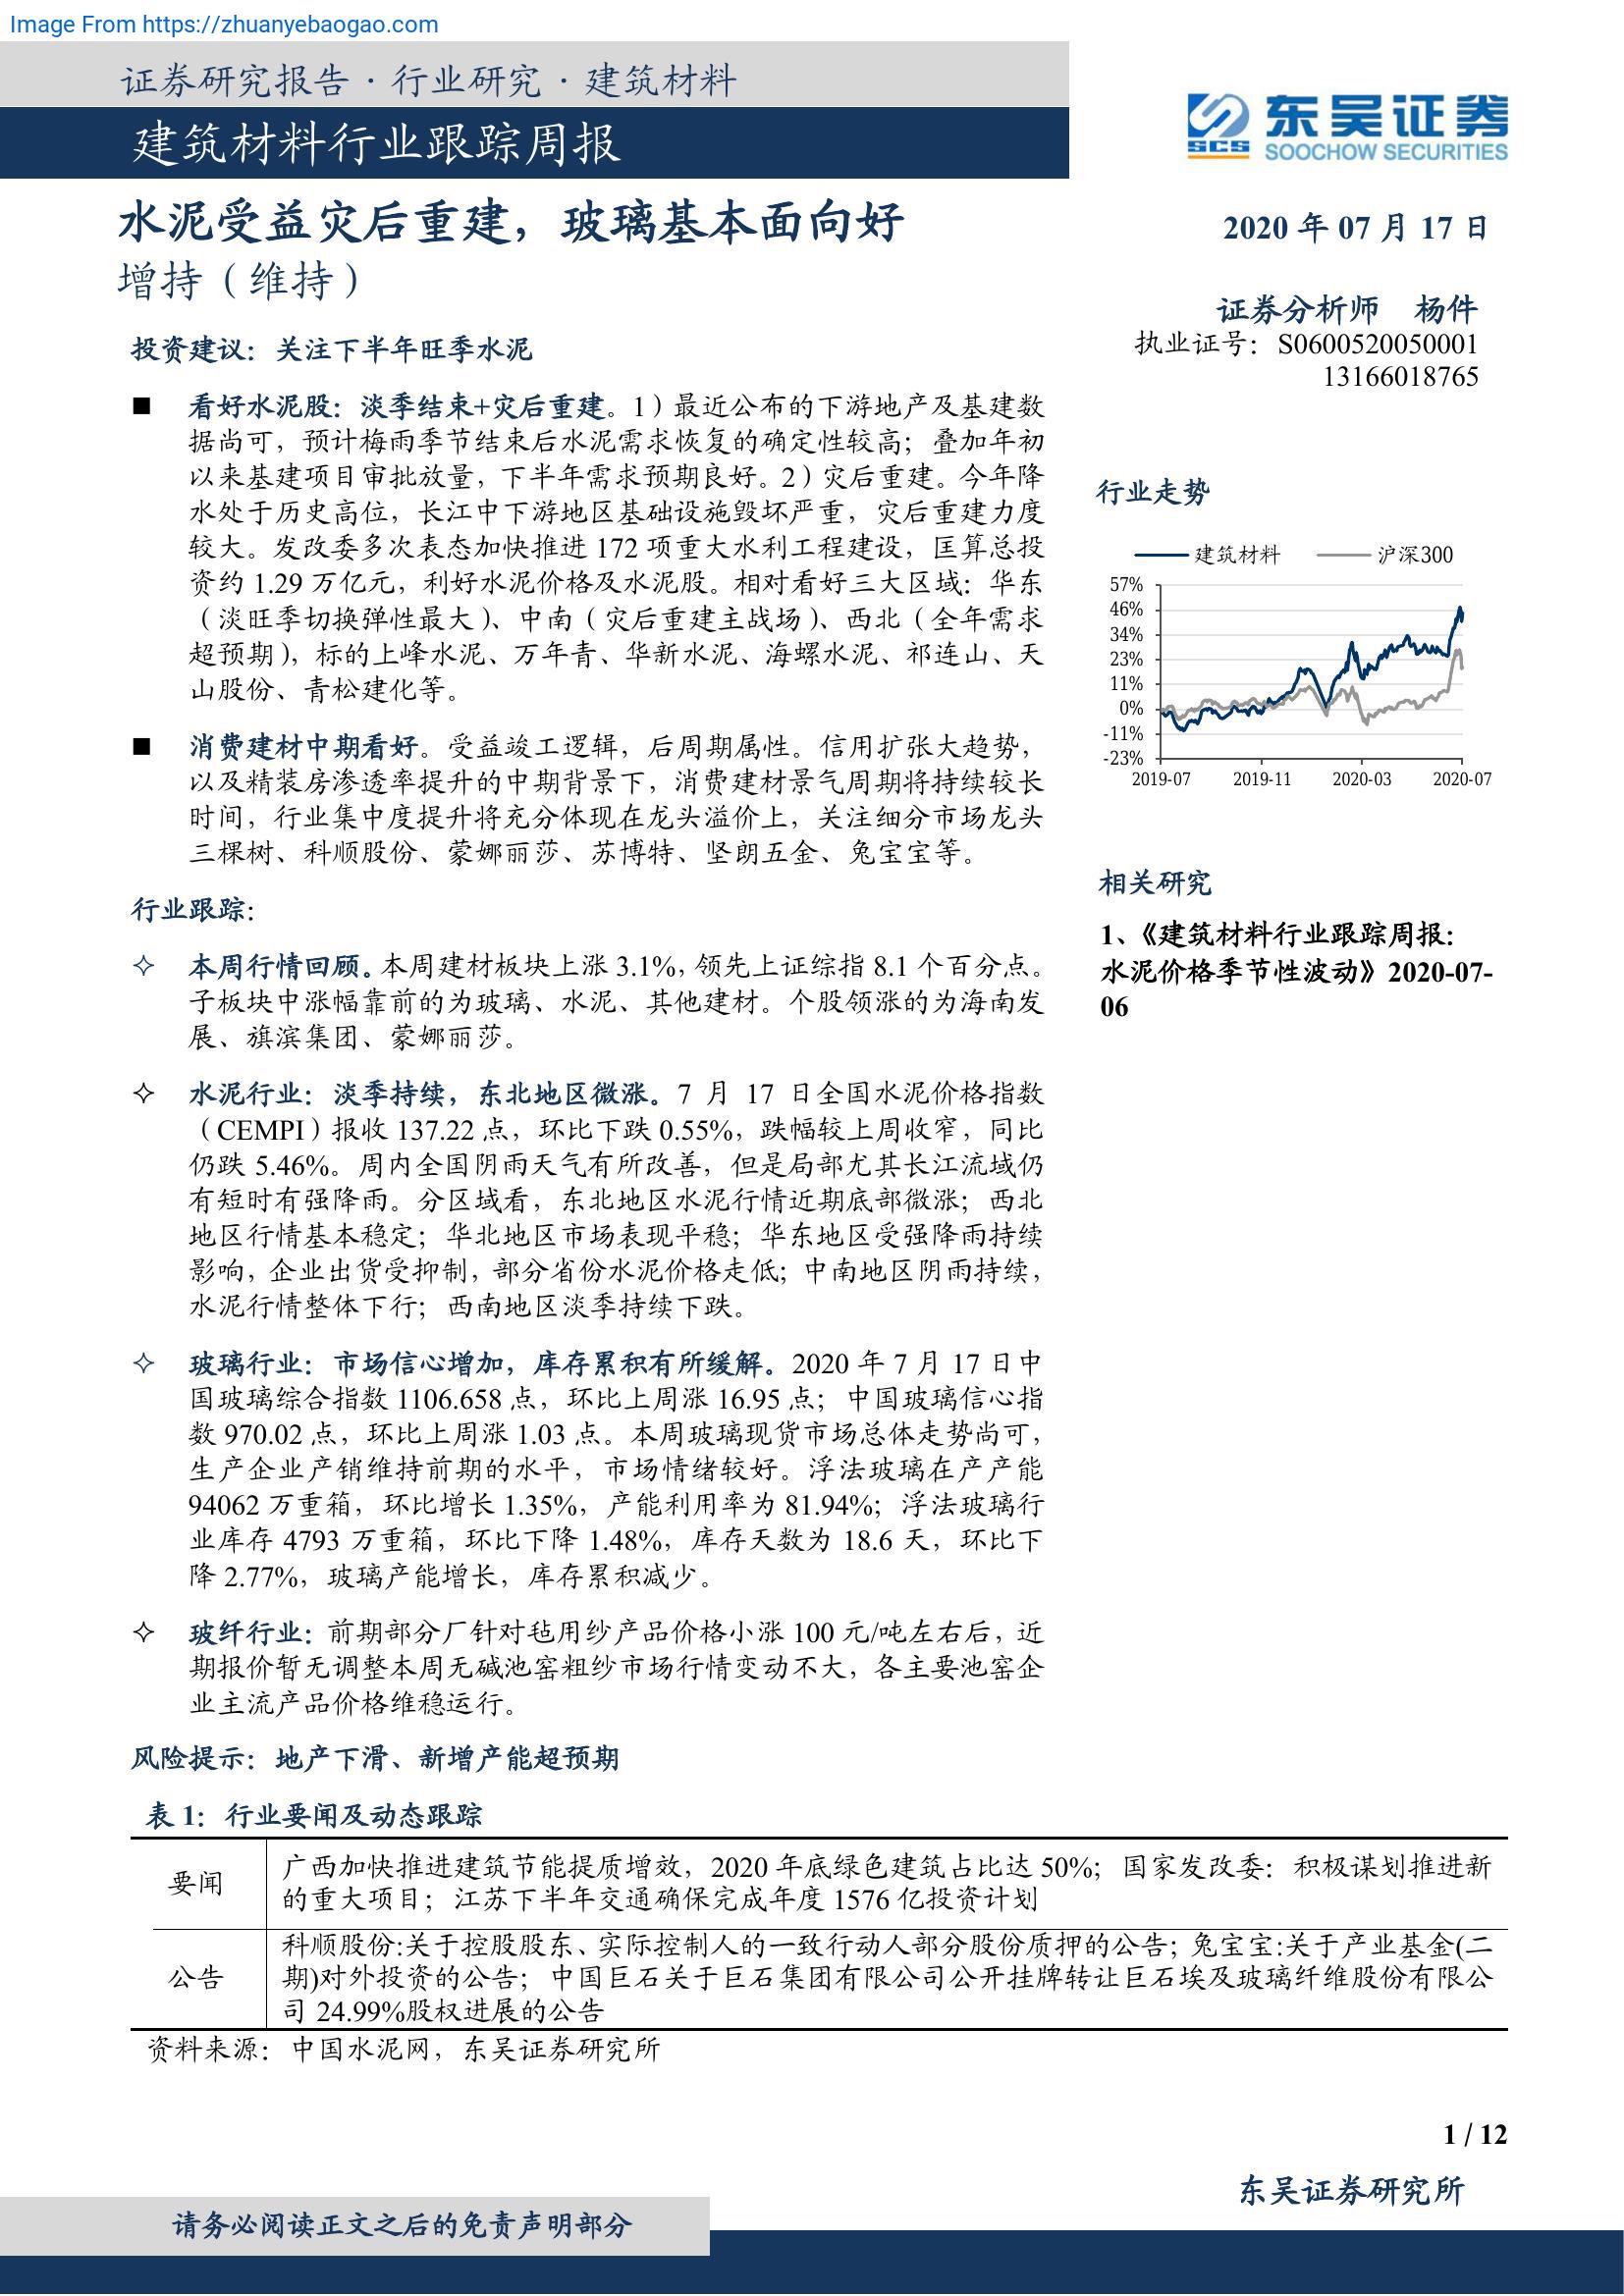 Image From https://zhuanyebaogao.com
证券研究报告 · 行业研究 · 建筑材料
建筑材料行业跟踪周报
东吴证券
SCS
SOOCHOW SECURITIES
水泥受益灾后重建，玻璃基本面向好
增持（维持）
投资建议：关注下半年旺季水泥
■ 看好水泥股：淡季结束+灾后重建。1）最近公布的下游地产及基建数
据尚可，预计梅雨季节结束后水泥需求恢复的确定性较高；叠加年初
以来基建项目审批放量，下半年需求预期良好。2）灾后重建。今年降
水处于历史高位，长江中下游地区基础设施毁坏严重，灾后重建力度
较大。发改委多次表态加快推进 172 项重大水利工程建设，匡算总投
资约 1.29 万亿元，利好水泥价格及水泥股。相对看好三大区域：华东
（淡旺季切换弹性最大）、中南（灾后重建主战场）、西北（全年需求
超预期），标的上峰水泥、万年青、华新水泥、海螺水泥、祁连山、天
山股份、青松建化等。
■ 消费建材中期看好。受益竣工逻辑，后周期属性。信用扩张大趋势，
以及精装房渗透率提升的中期背景下，消费建材景气周期将持续较长
时间，行业集中度提升将充分体现在龙头溢价上，关注细分市场龙头
三棵树、科顺股份、蒙娜丽莎、苏博特、坚朗五金、兔宝宝等。
行业跟踪：
✧ 本周行情回顾。本周建材板块上涨 3.1%，领先上证综指 8.1 个百分点。
子板块中涨幅靠前的为玻璃、水泥、其他建材。个股领涨的为海南发
展、旗滨集团、蒙娜丽莎。
✧ 水泥行业：淡季持续，东北地区微涨。7 月 17 日全国水泥价格指数
（CEMPI）报收 137.22 点，环比下跌 0.55%，跌幅较上周收窄，同比
仍跌 5.46%。周内全国阴雨天气有所改善，但是局部尤其长江流域仍
有短时有强降雨。分区域看，东北地区水泥行情近期底部微涨；西北
地区行情基本稳定；华北地区市场表现平稳；华东地区受强降雨持续
影响，企业出货受抑制，部分省份水泥价格走低；中南地区阴雨持续，
水泥行情整体下行；西南地区淡季持续下跌。
✧ 玻璃行业：市场信心增加，库存累积有所缓解。2020 年 7 月 17 日中
国玻璃综合指数 1106.658 点，环比上周涨 16.95 点；中国玻璃信心指
数 970.02 点，环比上周涨 1.03 点。本周玻璃现货市场总体走势尚可，
生产企业产销维持前期的水平，市场情绪较好。浮法玻璃在产产能
94062 万重箱，环比增长 1.35%，产能利用率为 81.94%；浮法玻璃行
业库存 4793 万重箱，环比下降 1.48%，库存天数为 18.6 天，环比下
降 2.77%，玻璃产能增长，库存累积减少。
✧ 玻纤行业：前期部分厂针对毡用纱产品价格小涨 100 元/吨左右后，近
期报价暂无调整本周无碱池窑粗纱市场行情变动不大，各主要池窑企
业主流产品价格维稳运行。
风险提示：地产下滑、新增产能超预期
2020 年 07 月 17 日
证券分析师 杨件
执业证号：S0600520050001
13166018765
行业走势
建筑材料 沪深300
57%
46%
34%
23%
11%
0%
-11%
-23%
2019-07 2019-11 2020-03 2020-07
相关研究
1、《建筑材料行业跟踪周报：
水泥价格季节性波动》2020-07-
06
表 1：行业要闻及动态跟踪
要闻
广西加快推进建筑节能提质增效，2020 年底绿色建筑占比达 50%；国家发改委：积极谋划推进新
的重大项目；江苏下半年交通确保完成年度 1576 亿投资计划
公告
科顺股份:关于控股股东、实际控制人的一致行动人部分股份质押的公告；兔宝宝:关于产业基金(二
期)对外投资的公告；中国巨石关于巨石集团有限公司公开挂牌转让巨石埃及玻璃纤维股份有限公
司 24.99%股权进展的公告
资料来源：中国水泥网，东吴证券研究所
1 / 12
东吴证券研究所
请务必阅读正文之后的免责声明部分